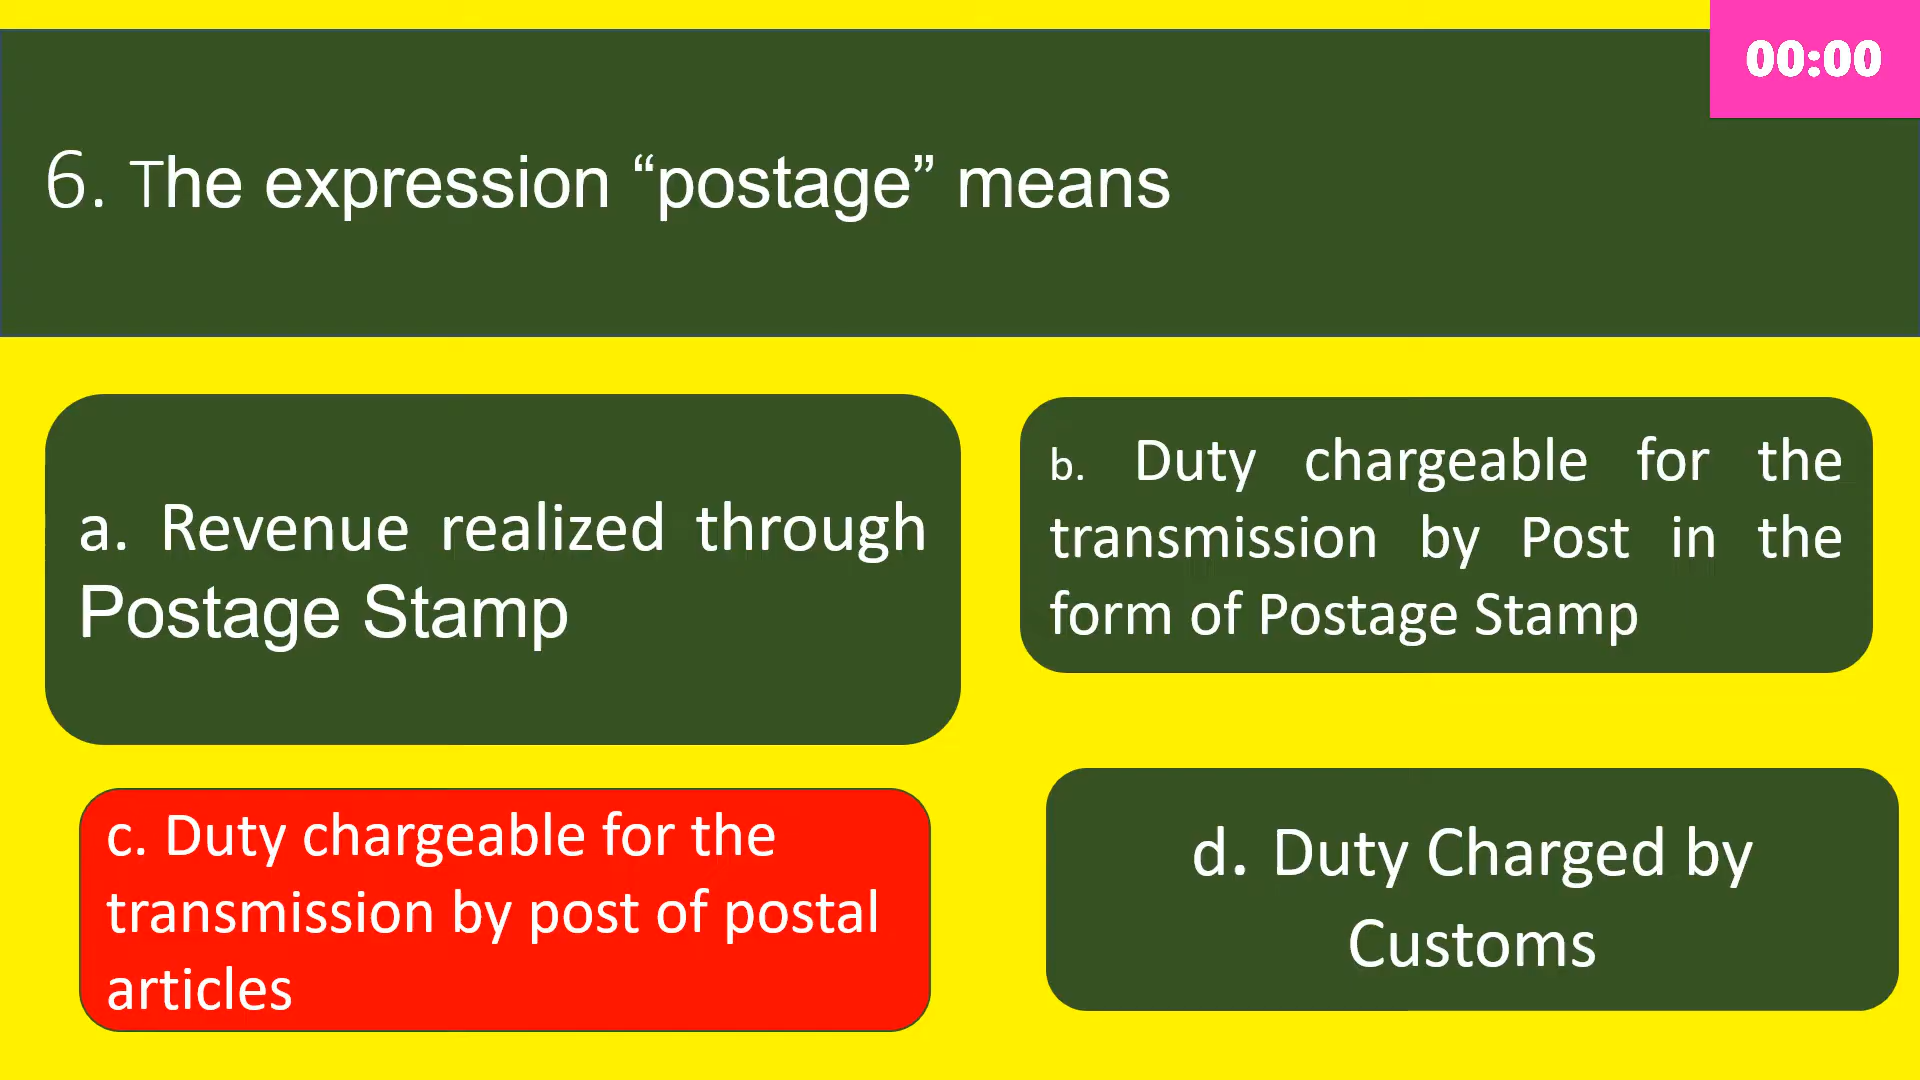 00:00
6. The expression “postage” means
a. Revenue realized through
Postage Stamp
b. Duty chargeable for the
transmission by Post in the
form of Postage Stamp
c. Duty chargeable for the
transmission by post of postal
articles
d. Duty Charged by
Customs